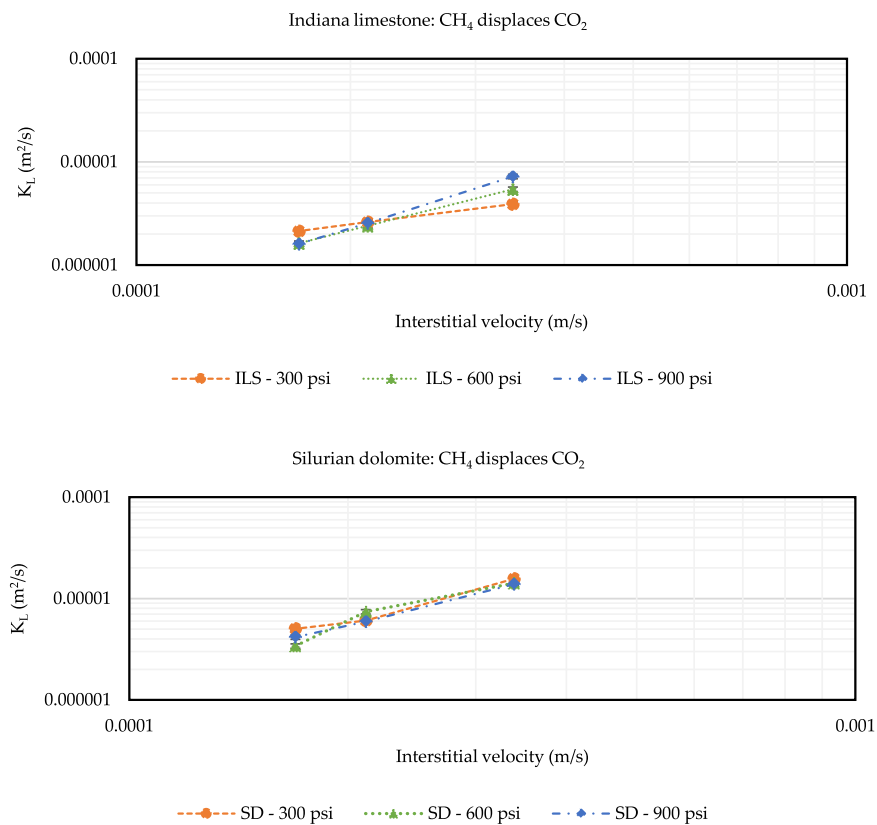 Indiana limestone: CH₄ displaces CO₂
0.0001
0.00001
0.000001
K_L (m²/s)
0.0001 0.001
Interstitial velocity (m/s)
ILS - 300 psi ILS - 600 psi ILS - 900 psi
Silurian dolomite: CH₄ displaces CO₂
0.0001
0.00001
0.000001
K_L (m²/s)
0.0001 0.001
Interstitial velocity (m/s)
SD - 300 psi SD - 600 psi SD - 900 psi